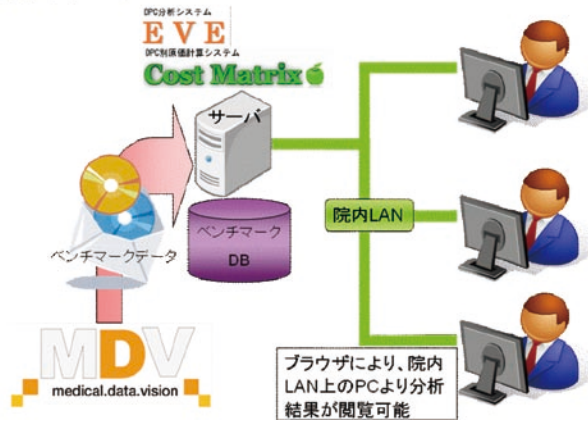 DPC分析システム
EVE
DPC別原価計算システム
Cost Matrix
サーバ
ベンチマーク
DB
ベンチマークデータ
院内LAN
MDV
medical.data.vision
ブラウザにより、院内
LAN上のPCより分析
結果が閲覧可能